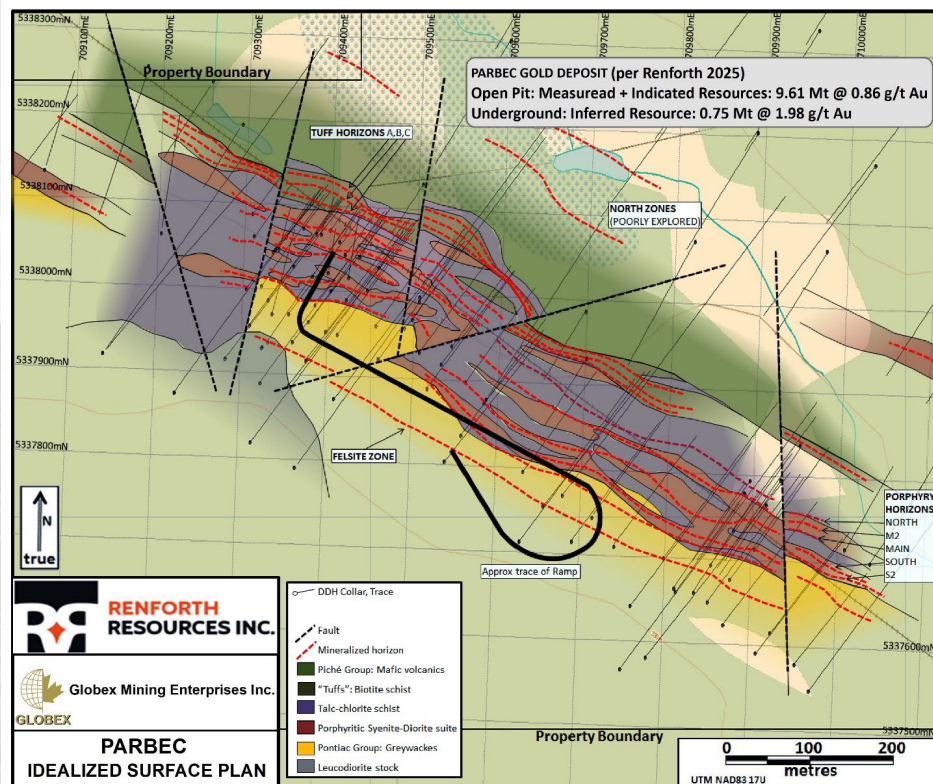 5338300mN
709100mE
709200mE
709300mE
709400mE
709500mE
709600mE
709700mE
709800mE
709900mE
710000mE
Property Boundary
PARBEC GOLD DEPOSIT (per Renforth 2025)
Open Pit: Measuread + Indicated Resources: 9.61 Mt @ 0.86 g/t Au
Underground: Inferred Resource: 0.75 Mt @ 1.98 g/t Au
5338200mN
TUFF HORIZONS A,B,C
5338100mN
NORTH ZONES
(POORLY EXPLORED)
5338000mN
5337900mN
5337800mN
FELSITE ZONE
N
true
PORPHYRY
HORIZONS
NORTH
M2
MAIN
SOUTH
S2
Approx trace of Ramp
RENFORTH
RESOURCES INC.
GLOBEX
Globex Mining Enterprises Inc.
PARBEC
IDEALIZED SURFACE PLAN
DDH Collar, Trace
Fault
Mineralized horizon
Piché Group: Mafic volcanics
"Tuffs": Biotite schist
Talc-chlorite schist
Porphyritic Syenite-Diorite suite
Pontiac Group: Greywackes
Leucodiorite stock
5337600mN
5337500mN
Property Boundary
0 100 200
metres
UTM NAD83 17U